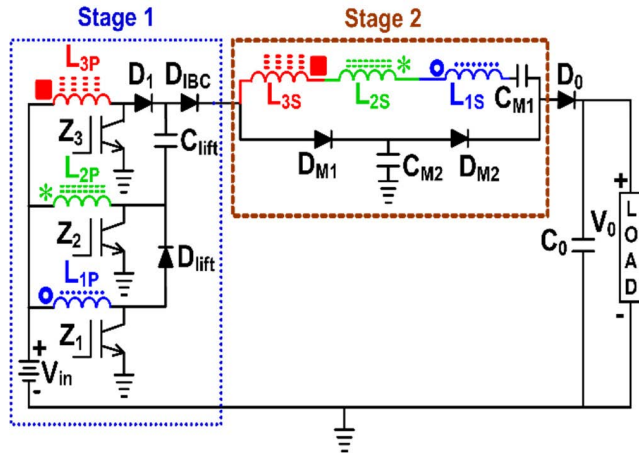 Stage 1
Stage 2
L3P
D1
DIBC
L3S
L2S
*
L1S
CM1
D0
Z3
Clift
DM1
CM2
DM2
L2P
*
Z2
Dlift
C0
V0
+
LOAD
-
L1P
Z1
+
Vin
-